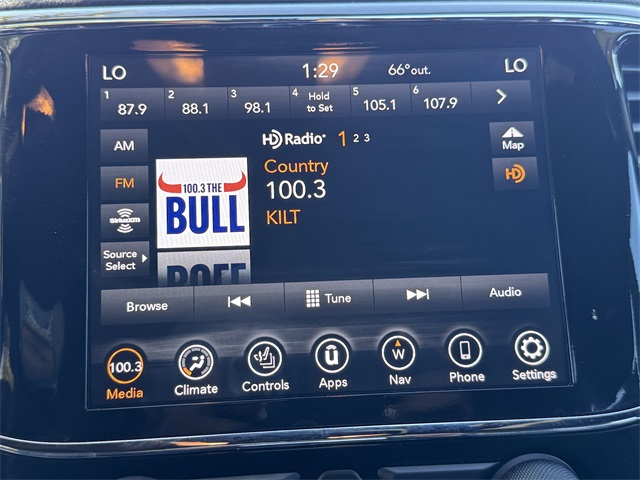 LO 1:29 66°out. LO
1 87.9 2 88.1 3 98.1 4 Hold to Set 5 105.1 6 107.9
AM
HD Radio 1 2 3
Map
FM
Country
HD
100.3 THE
BULL
100.3
KILT
SiriusXM
Source
Select
Browse Tune Audio
100.3 U W
Media Climate Controls Apps Nav Phone Settings